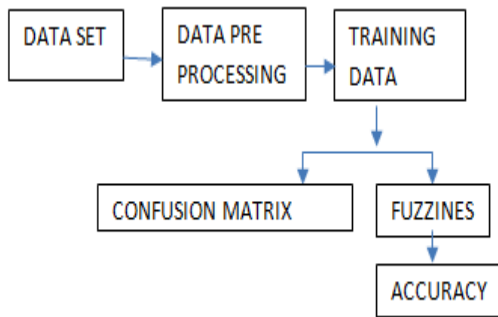 DATA SET
DATA PRE
PROCESSING
TRAINING
DATA
CONFUSION MATRIX
FUZZINES
ACCURACY